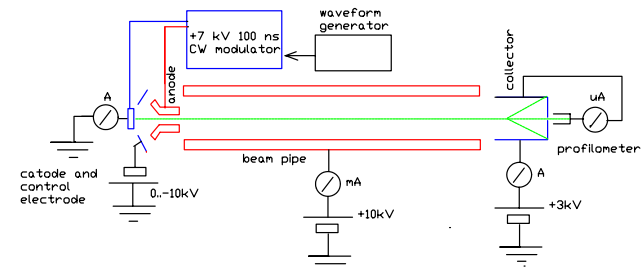 waveform
generator
+7 kV 100 ns
CW modulator
anode
collector
A
uA
profilometer
beam pipe
mA
A
catode and
control
electrode
0..-10kV
+10kV
+3kV